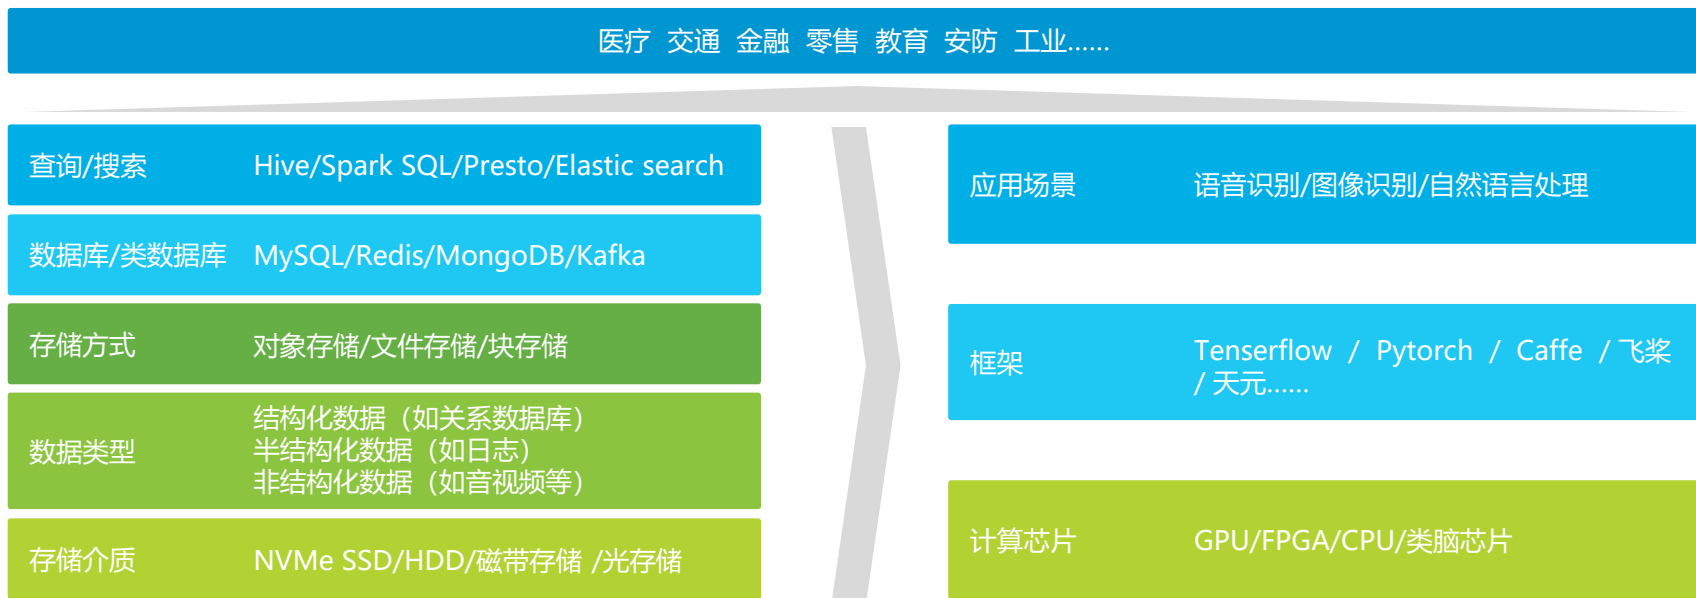 医疗 交通 金融 零售 教育 安防 工业……
查询/搜索 Hive/Spark SQL/Presto/Elastic search
数据库/类数据库 MySQL/Redis/MongoDB/Kafka
存储方式 对象存储/文件存储/块存储
数据类型
结构化数据（如关系数据库）
半结构化数据（如日志）
非结构化数据（如音视频等）
存储介质 NVMe SSD/HDD/磁带存储 /光存储
应用场景 语音识别/图像识别/自然语言处理
框架
Tenserflow / Pytorch / Caffe / 飞桨
/ 天元……
计算芯片 GPU/FPGA/CPU/类脑芯片